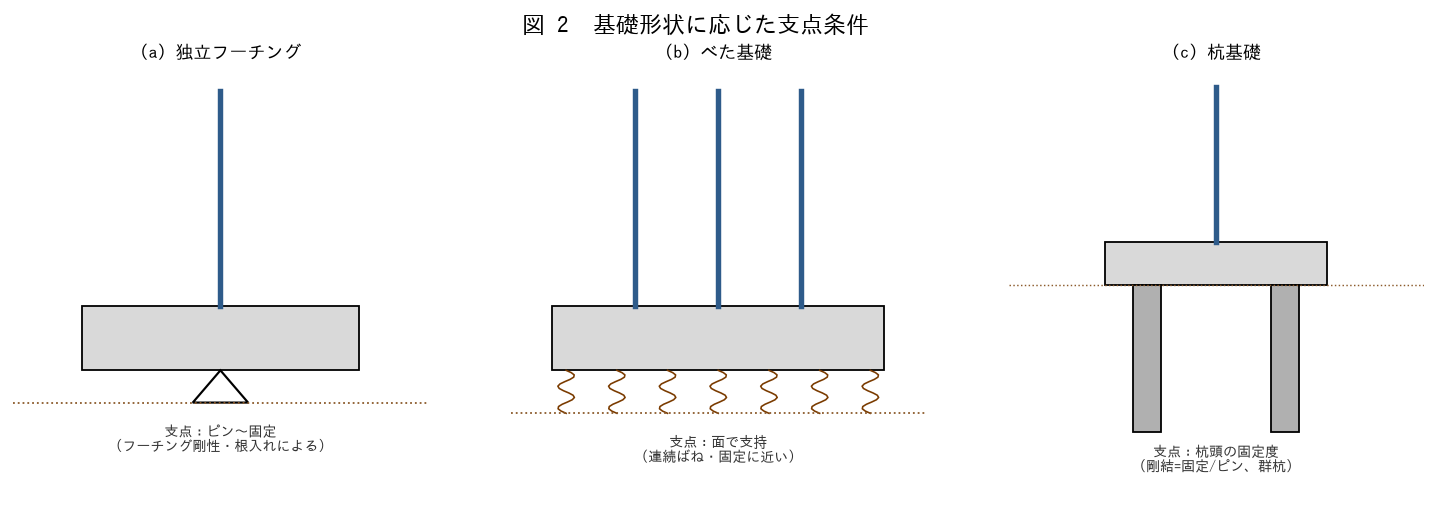 図 2　基礎形状に応じた支点条件
（a）独立フーチング
（b）べた基礎
（c）杭基礎
支点：ピン〜固定
（フーチング剛性・根入れによる）
支点：面で支持
（連続ばね・固定に近い）
支点：杭頭の固定度
（剛結=固定/ピン、群杭）